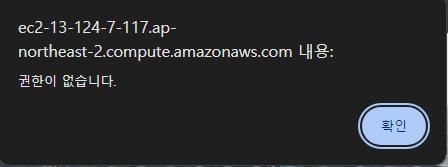 ec2-13-124-7-117.ap-
northeast-2.compute.amazonaws.com 내용:
권한이 없습니다.
확인